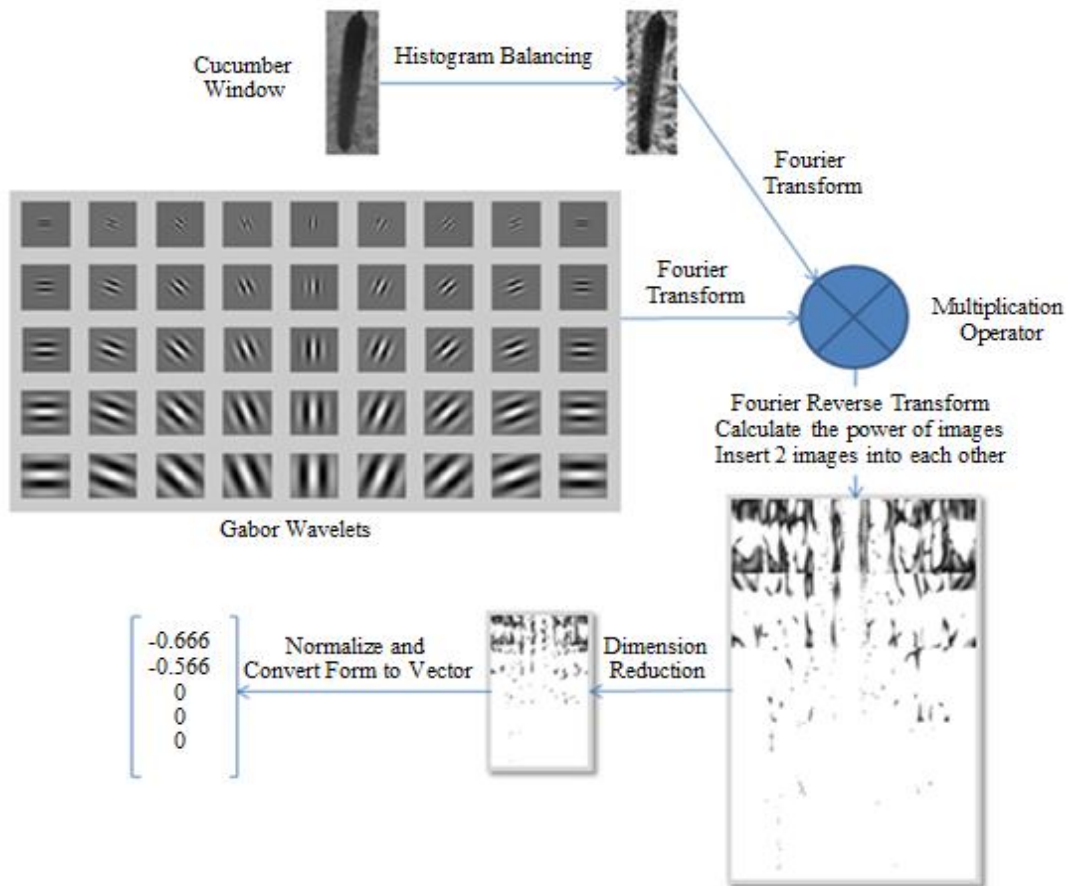 Cucumber
Window
Histogram Balancing
Fourier
Transform
Fourier
Transform
Multiplication
Operator
Gabor Wavelets
Fourier Reverse Transform
Calculate the power of images
Insert 2 images into each other
Dimension
Reduction
Normalize and
Convert Form to Vector
-0.666
-0.566
0
0
0